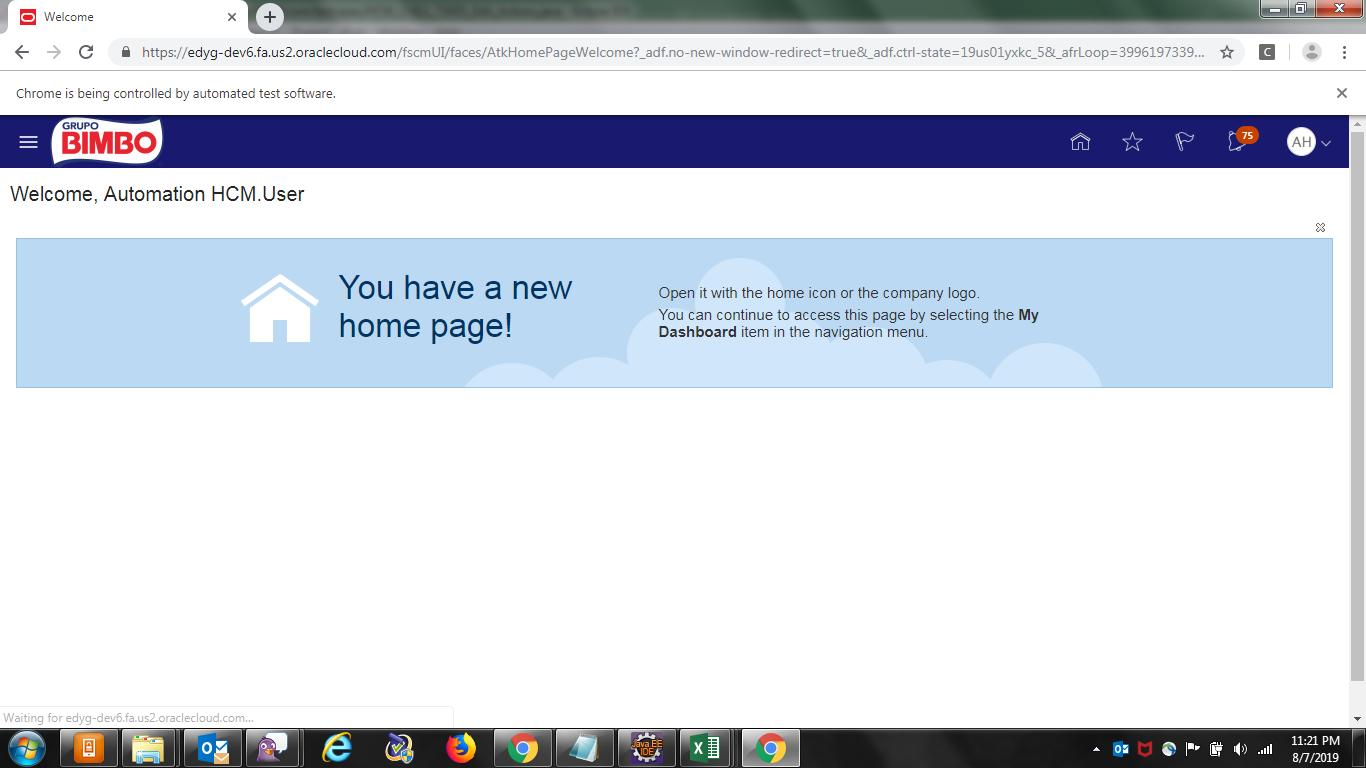 Welcome
https://edyg-dev6.fa.us2.oraclecloud.com/fscmUI/faces/AtkHomePageWelcome?_adf.no-new-window-redirect=true&_adf.ctrl-state=19us01yxkc_5&_afrLoop=3996197339...
C
Chrome is being controlled by automated test software.
GRUPO
BIMBO
75
AH
Welcome, Automation HCM.User
You have a new
home page!
Open it with the home icon or the company logo.
You can continue to access this page by selecting the My
Dashboard item in the navigation menu.
Waiting for edyg-dev6.fa.us2.oraclecloud.com...
Java EE
IDE
11:21 PM
8/7/2019